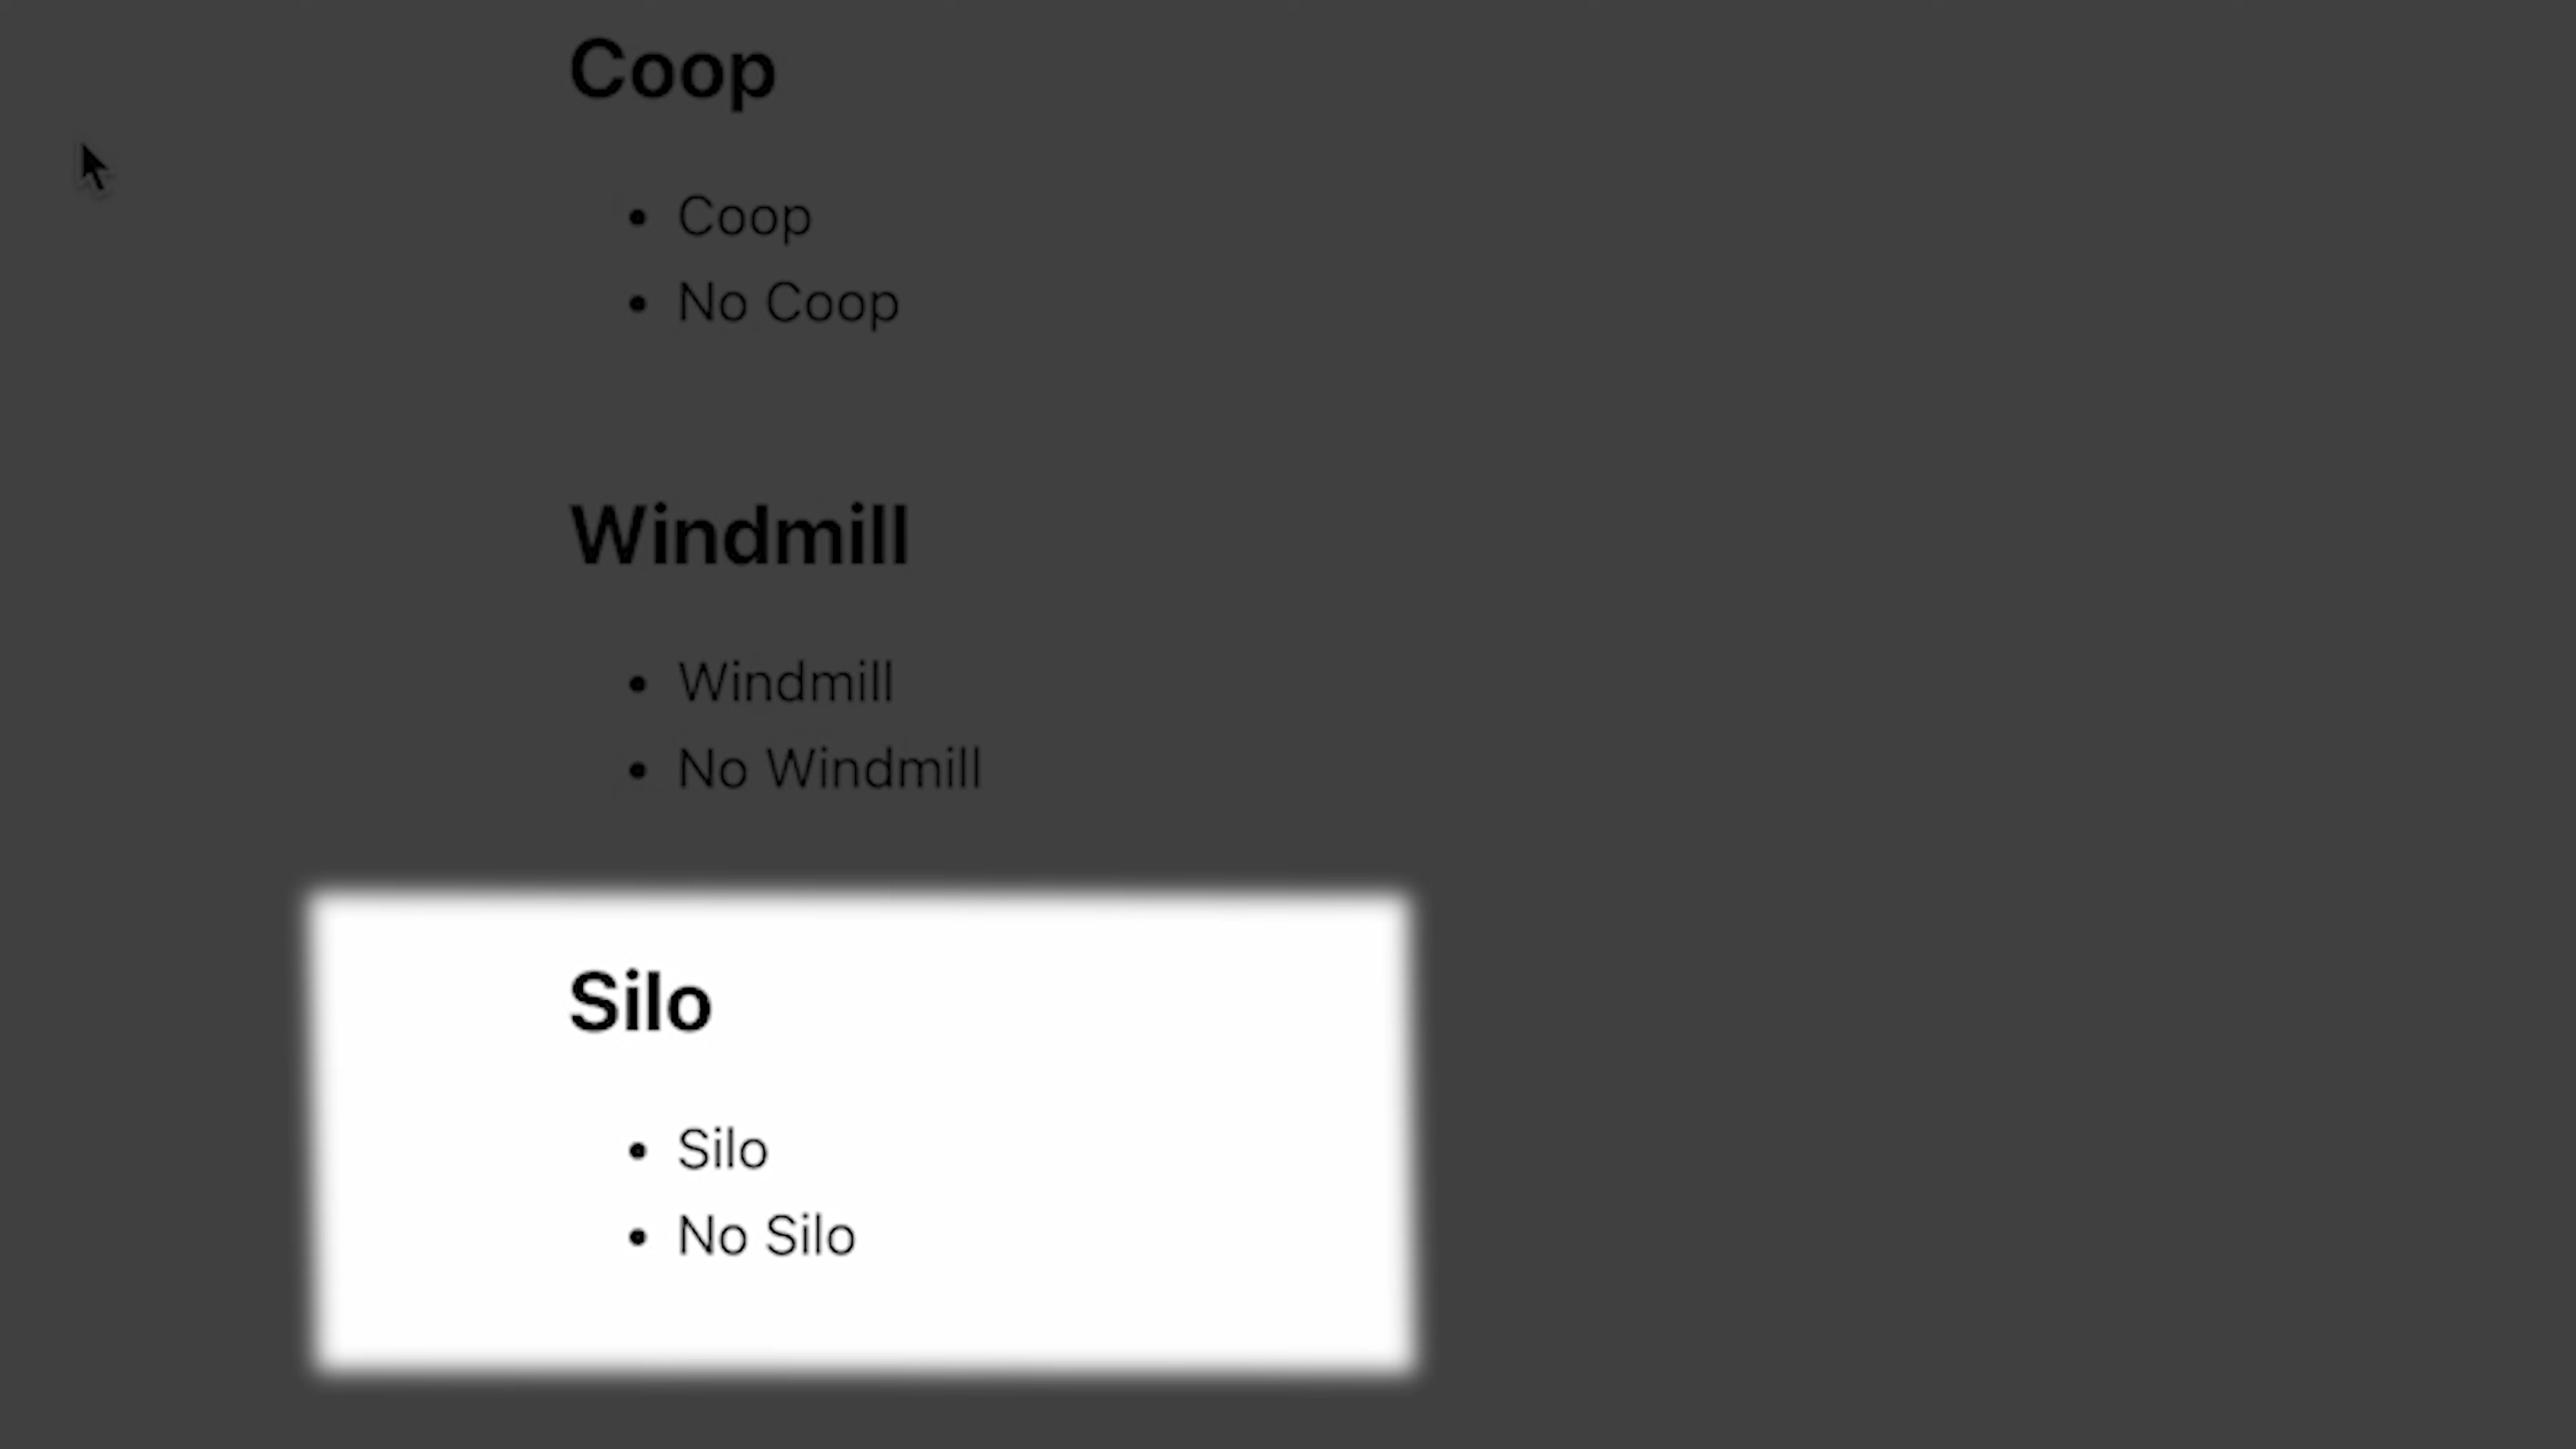 Coop
• Coop
• No Coop
Windmill
• Windmill
• No Windmill
Silo
• Silo
• No Silo